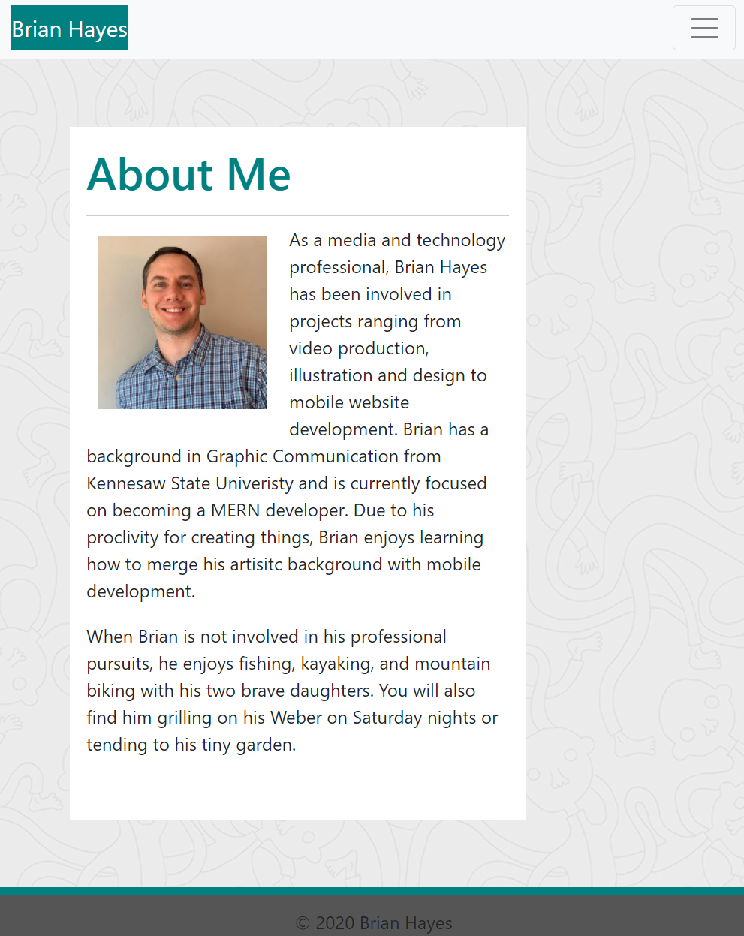 Brian Hayes
About Me
As a media and technology
professional, Brian Hayes
has been involved in
projects ranging from
video production,
illustration and design to
mobile website
development. Brian has a
background in Graphic Communication from
Kennesaw State Univeristy and is currently focused
on becoming a MERN developer. Due to his
proclivity for creating things, Brian enjoys learning
how to merge his artisitc background with mobile
development.
When Brian is not involved in his professional
pursuits, he enjoys fishing, kayaking, and mountain
biking with his two brave daughters. You will also
find him grilling on his Weber on Saturday nights or
tending to his tiny garden.
© 2020 Brian Hayes